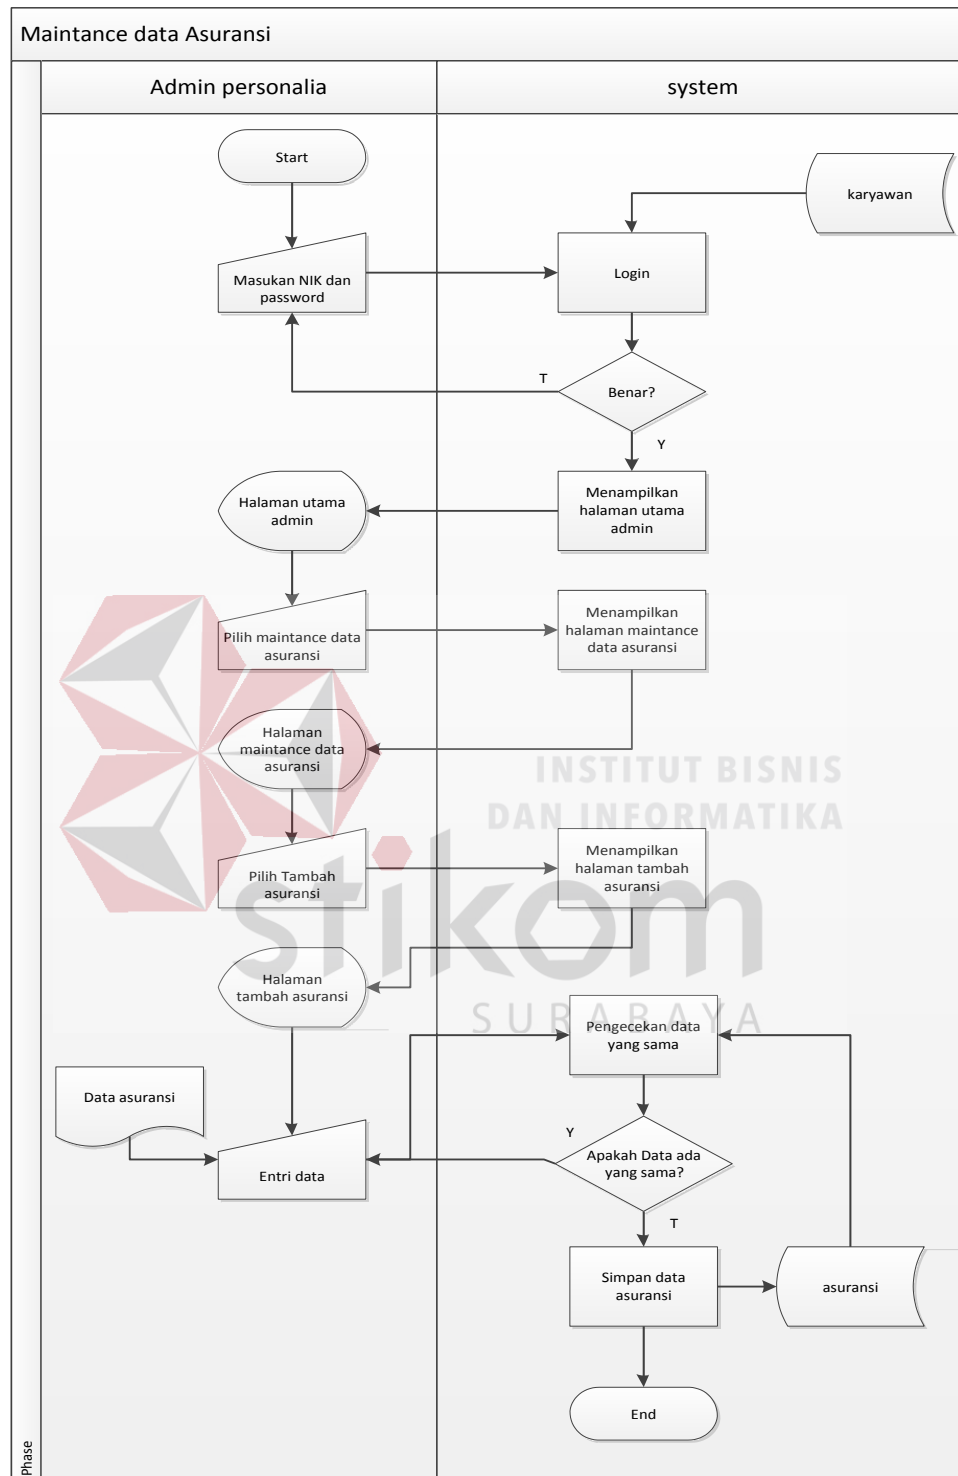 Maintance data Asuransi
Admin personalia
system
Start
karyawan
Masukan NIK dan
password
Login
T
Benar?
Y
Halaman utama
admin
Menampilkan
halaman utama
admin
Pilih maintance data
asuransi
Menampilkan
halaman maintance
data asuransi
Halaman
maintance data
asuransi
INSTITUT BISNIS
DAN INFORMATIKA
Pilih Tambah
asuransi
Menampilkan
halaman tambah
asuransi
stikom
SURABAYA
Halaman
tambah asuransi
Pengecekan data
yang sama
Data asuransi
Entri data
Y
Apakah Data ada
yang sama?
T
Simpan data
asuransi
asuransi
End
Phase